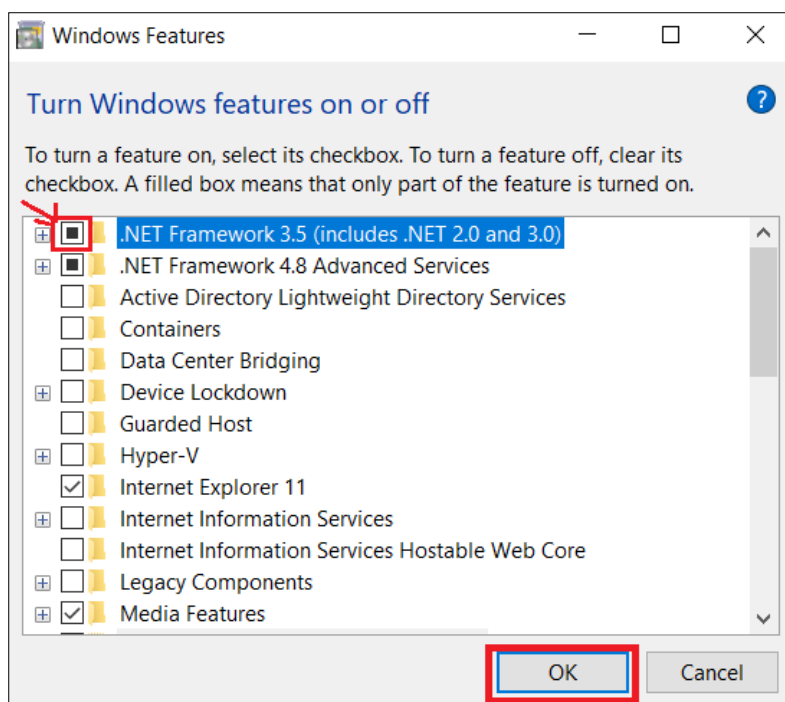 Windows Features
Turn Windows features on or off
?
To turn a feature on, select its checkbox. To turn a feature off, clear its
checkbox. A filled box means that only part of the feature is turned on.
.NET Framework 3.5 (includes .NET 2.0 and 3.0)
.NET Framework 4.8 Advanced Services
Active Directory Lightweight Directory Services
Containers
Data Center Bridging
Device Lockdown
Guarded Host
Hyper-V
Internet Explorer 11
Internet Information Services
Internet Information Services Hostable Web Core
Legacy Components
Media Features
OK Cancel